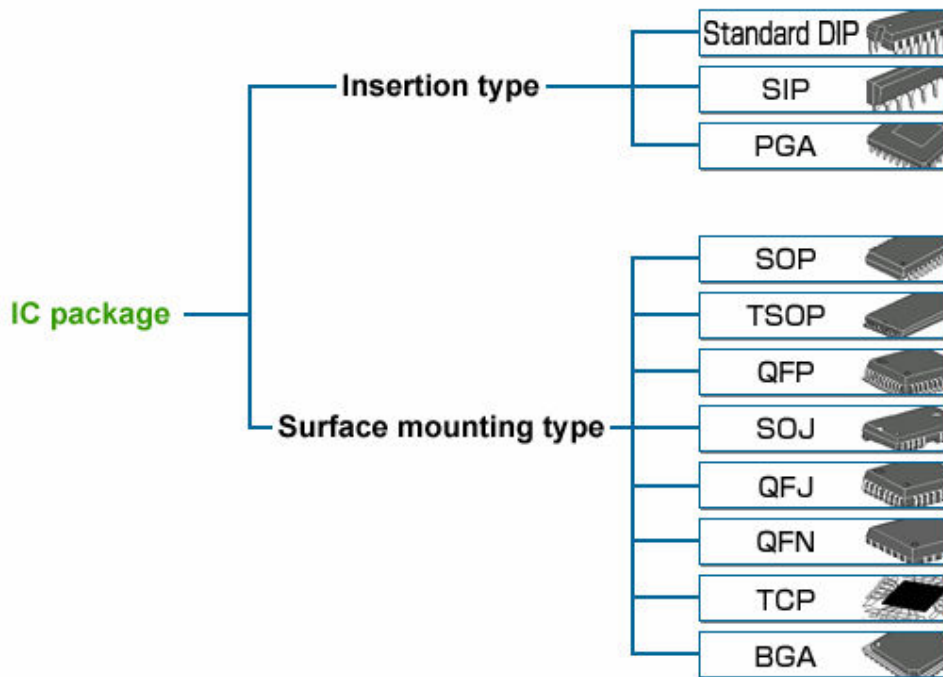 Standard DIP
SIP
PGA
Insertion type
IC package
Surface mounting type
SOP
TSOP
QFP
SOJ
QFJ
QFN
TCP
BGA